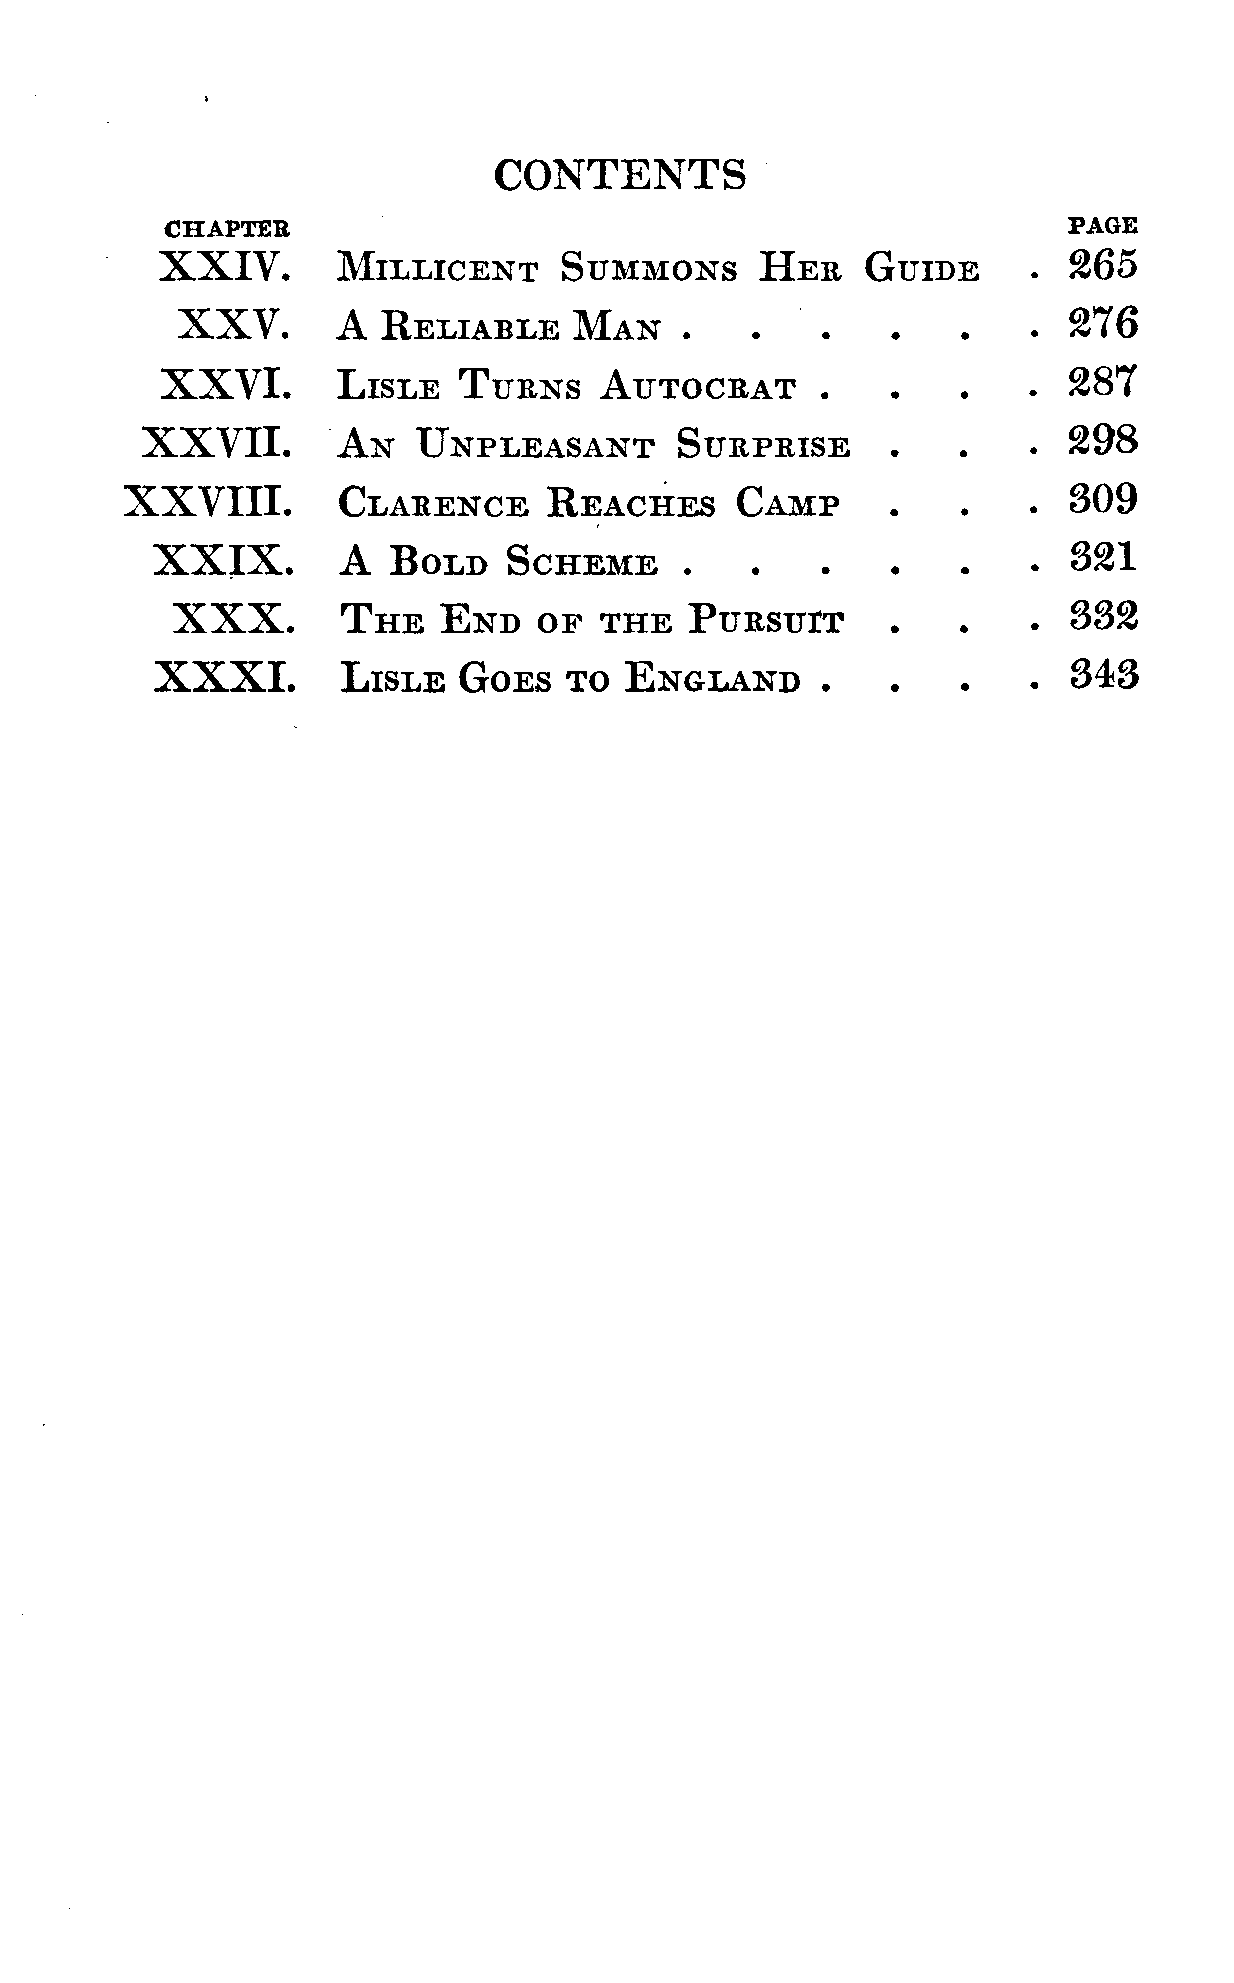 CONTENTS
CHAPTER PAGE
XXIV. Millicent Summons Her Guide . 265
XXV. A Reliable Man . . . . . . 276
XXVI. Lisle Turns Autocrat . . . . 287
XXVII. An Unpleasant Surprise . . . 298
XXVIII. Clarence Reaches Camp . . . 309
XXIX. A Bold Scheme . . . . . . 321
XXX. The End of the Pursuit . . . 332
XXXI. Lisle Goes to England . . . . 343